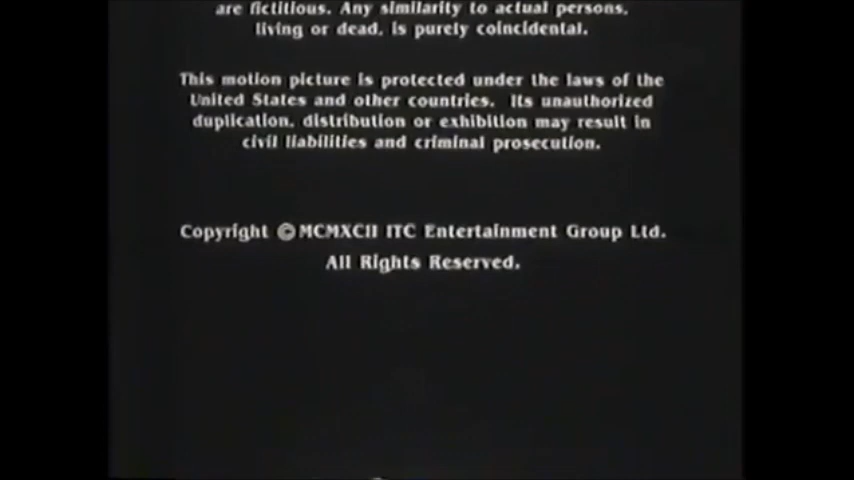 are fictitious. Any similarity to actual persons,
living or dead, is purely coincidental.
This motion picture is protected under the laws of the
United States and other countries. Its unauthorized
duplication, distribution or exhibition may result in
civil liabilities and criminal prosecution.
Copyright ©MCMXCII ITC Entertainment Group Ltd.
All Rights Reserved.